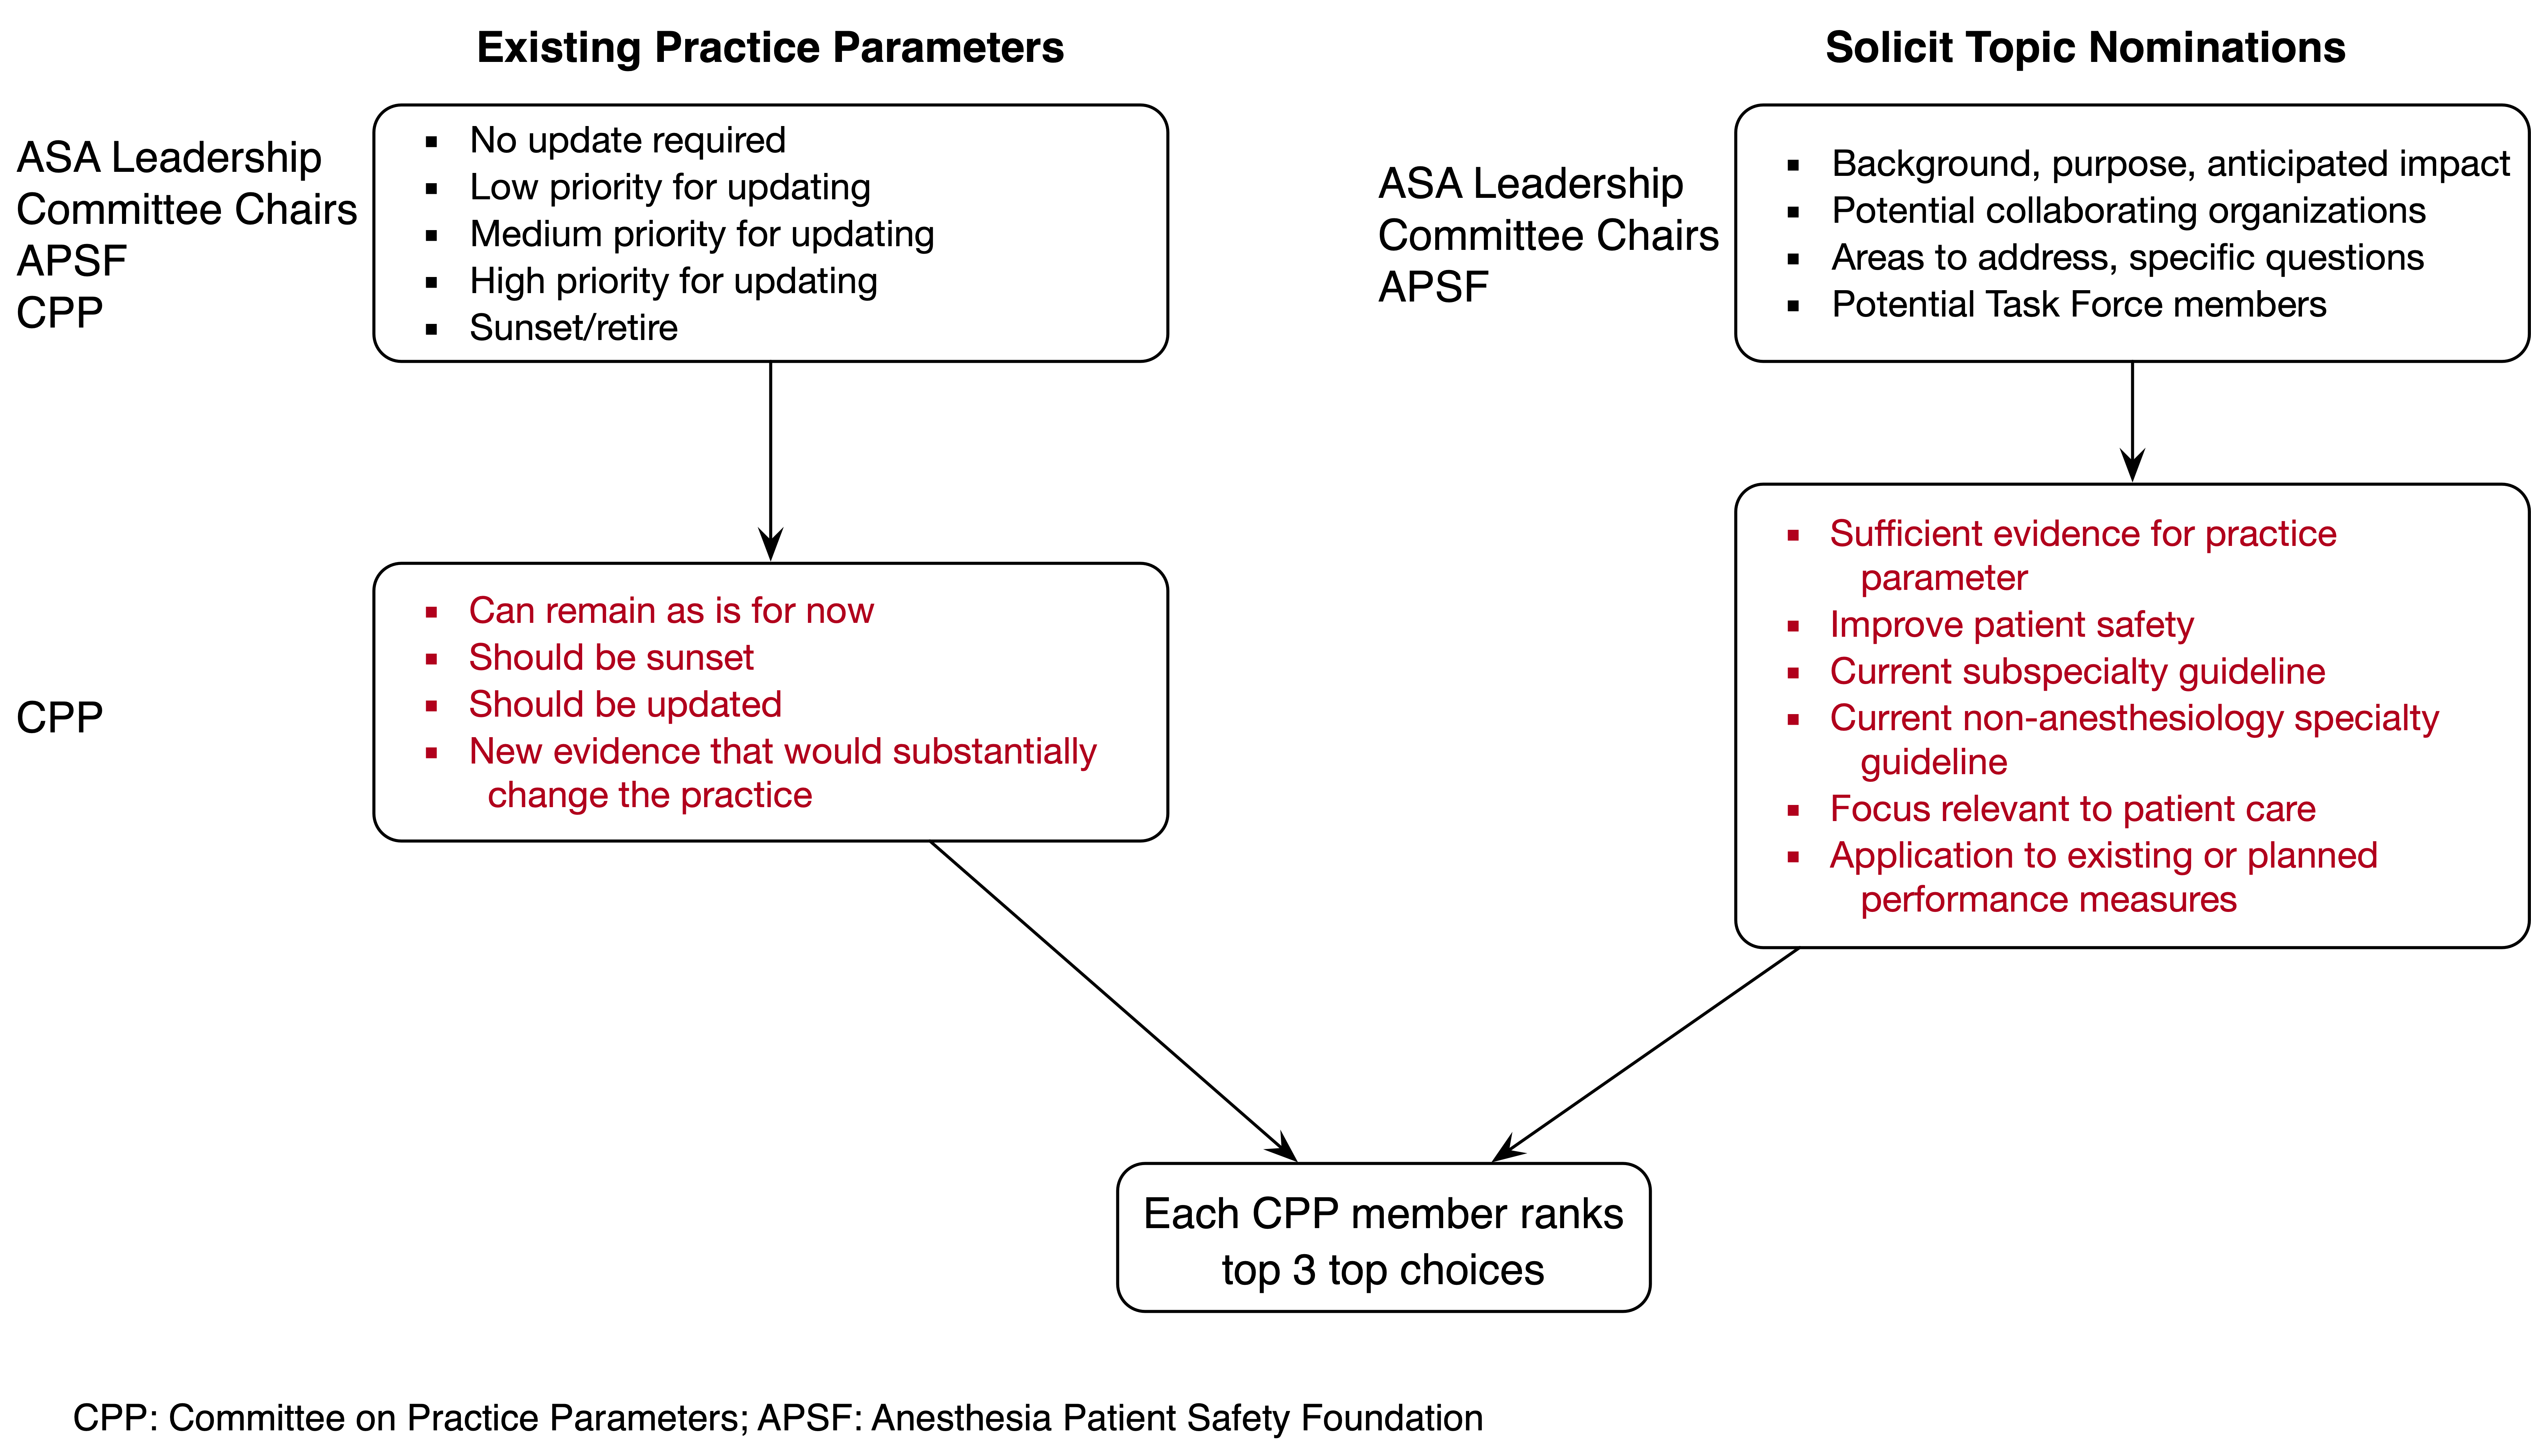 Existing Practice Parameters
ASA Leadership
Committee Chairs
APSF
CPP
▪ No update required
▪ Low priority for updating
▪ Medium priority for updating
▪ High priority for updating
▪ Sunset/retire
CPP
▪ Can remain as is for now
▪ Should be sunset
▪ Should be updated
▪ New evidence that would substantially
change the practice
Solicit Topic Nominations
ASA Leadership
Committee Chairs
APSF
▪ Background, purpose, anticipated impact
▪ Potential collaborating organizations
▪ Areas to address, specific questions
▪ Potential Task Force members
▪ Sufficient evidence for practice
parameter
▪ Improve patient safety
▪ Current subspecialty guideline
▪ Current non-anesthesiology specialty
guideline
▪ Focus relevant to patient care
▪ Application to existing or planned
performance measures
Each CPP member ranks
top 3 top choices
CPP: Committee on Practice Parameters; APSF: Anesthesia Patient Safety Foundation